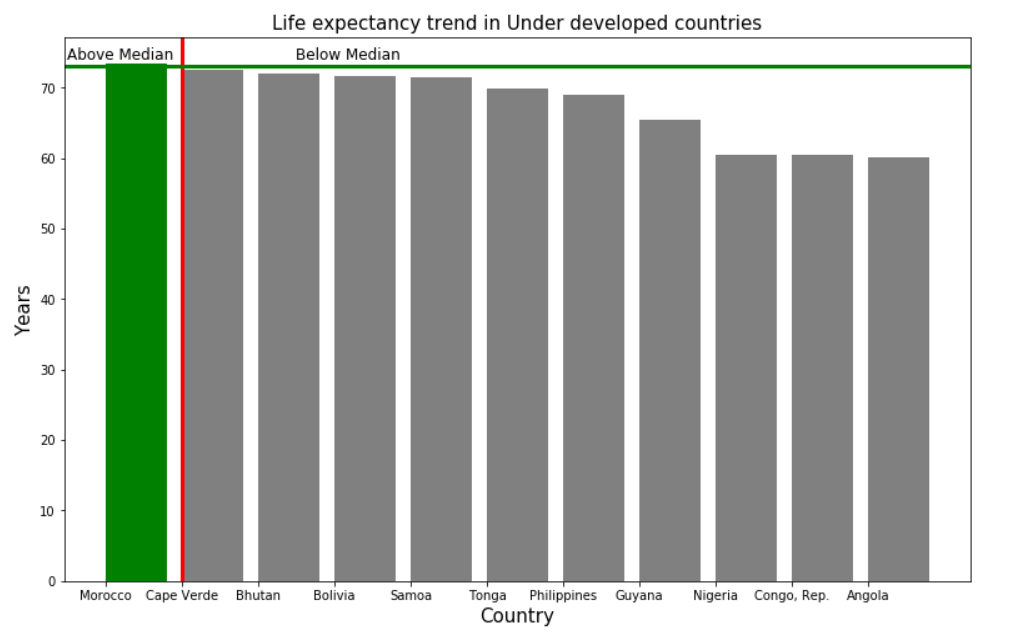 Life expectancy trend in Under developed countries
Above Median
Below Median
70
60
50
40
30
20
10
0
Years
Morocco
Cape Verde
Bhutan
Bolivia
Samoa
Tonga
Philippines
Guyana
Nigeria
Congo, Rep.
Angola
Country